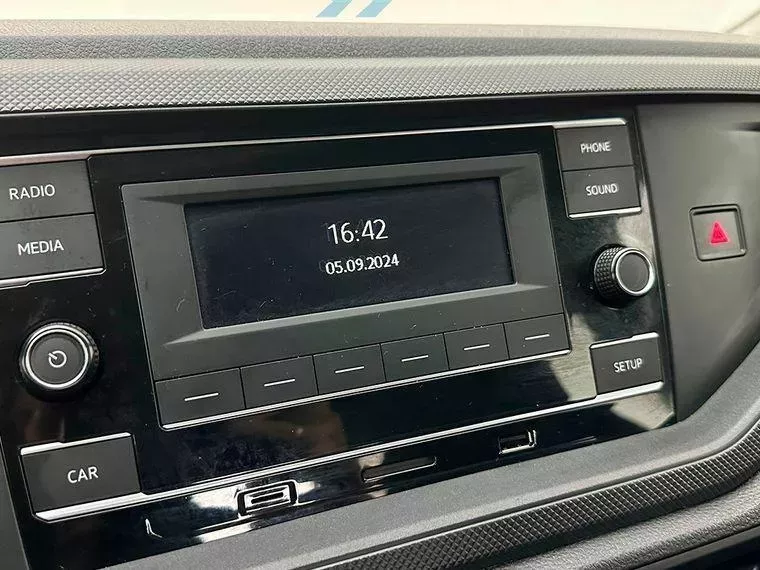 RADIO
MEDIA
16:42
05.09.2024
PHONE
SOUND
SETUP
CAR